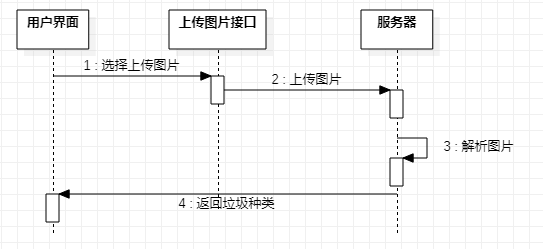 用户界面
上传图片接口
服务器
1 : 选择上传图片
2 : 上传图片
3 : 解析图片
4 : 返回垃圾种类